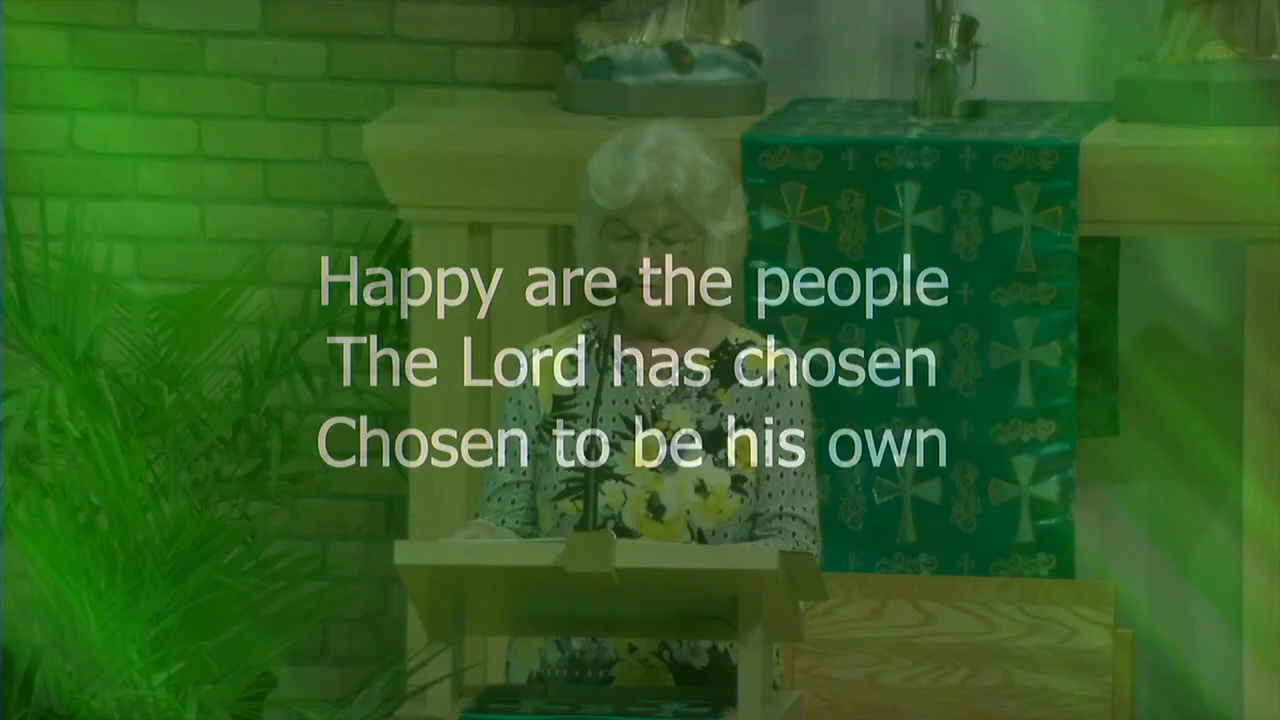 Happy are the people
The Lord has chosen
Chosen to be his own